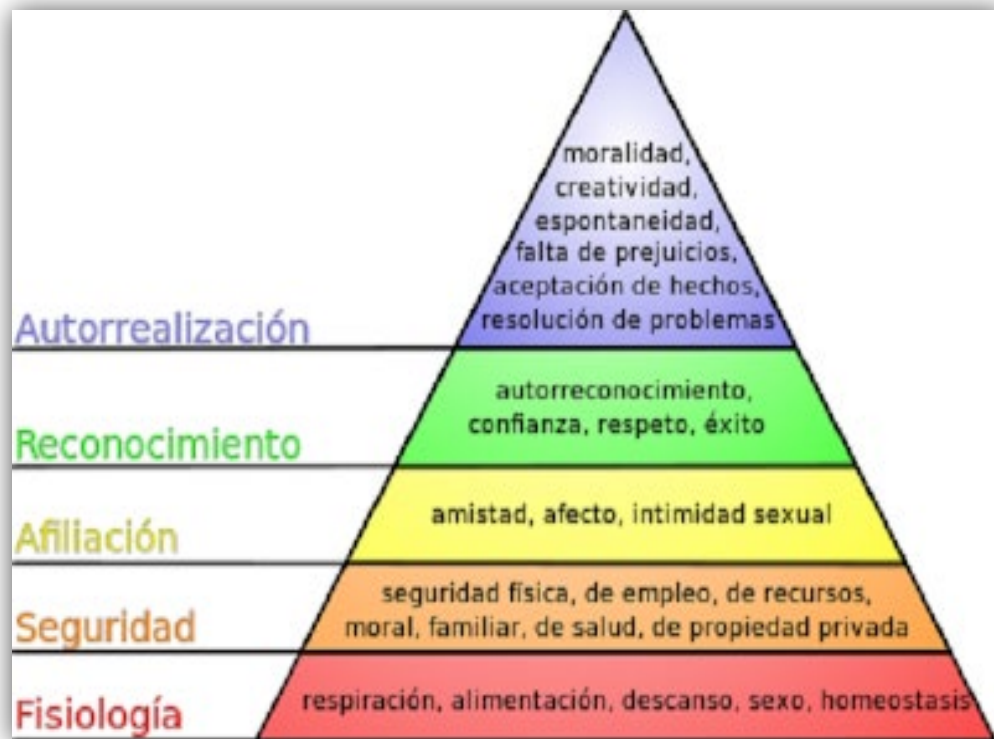 moralidad,
creatividad,
espontaneidad,
falta de prejuicios,
aceptación de hechos,
resolución de problemas
Autorrealización
autorreconocimiento,
confianza, respeto, éxito
Reconocimiento
amistad, afecto, intimidad sexual
Afiliación
seguridad física, de empleo, de recursos,
moral, familiar, de salud, de propiedad privada
Seguridad
respiración, alimentación, descanso, sexo, homeostasis
Fisiología